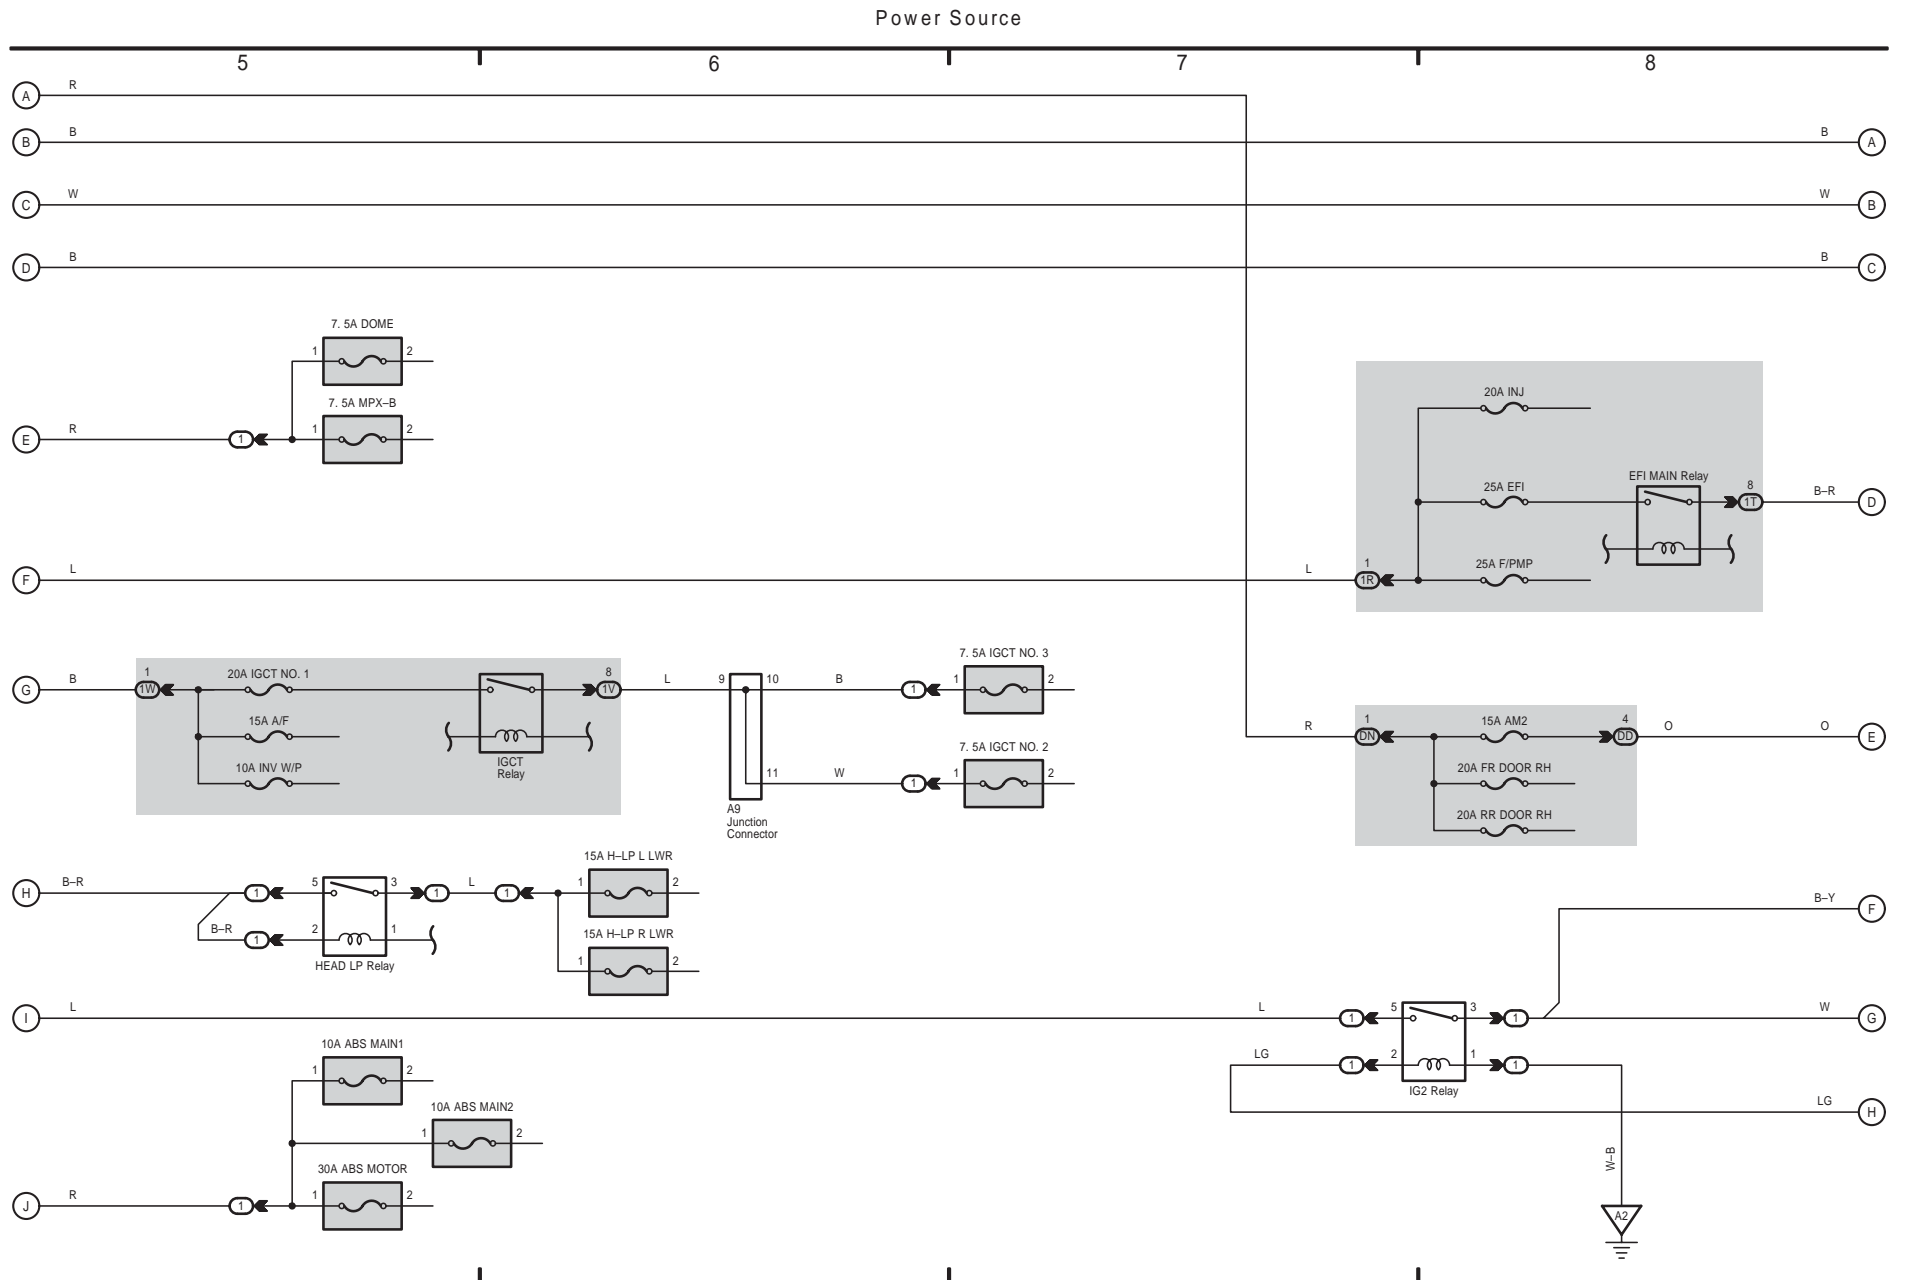 Power Source
5 6 7 8
A R
B B B A
C W W B
D B B C
7. 5A DOME
1 2
7. 5A MPX–B
E R 1 1 2
20A INJ
25A EFI
EFI MAIN Relay
8
1T B–R D
25A F/PMP
F L L 1
1R
G B 1
1W
20A IGCT NO. 1
15A A/F
10A INV W/P
IGCT
Relay
8
1V L 9 10 B 1
7. 5A IGCT NO. 3
1 2
11 W 1
7. 5A IGCT NO. 2
1 2
A9
Junction
Connector
R 1
DN
15A AM2
4
DD O O E
20A FR DOOR RH
20A RR DOOR RH
H B–R 1 5 3 1 L 1
15A H–LP L LWR
1 2
B–R 1 2 1
HEAD LP Relay
15A H–LP R LWR
1 2
B–Y F
I L L 1 5 3 1 W G
LG 1 2 1 1
IG2 Relay
LG H
W–B
A2
10A ABS MAIN1
1 2
10A ABS MAIN2
1 2
30A ABS MOTOR
J R 1 1 2